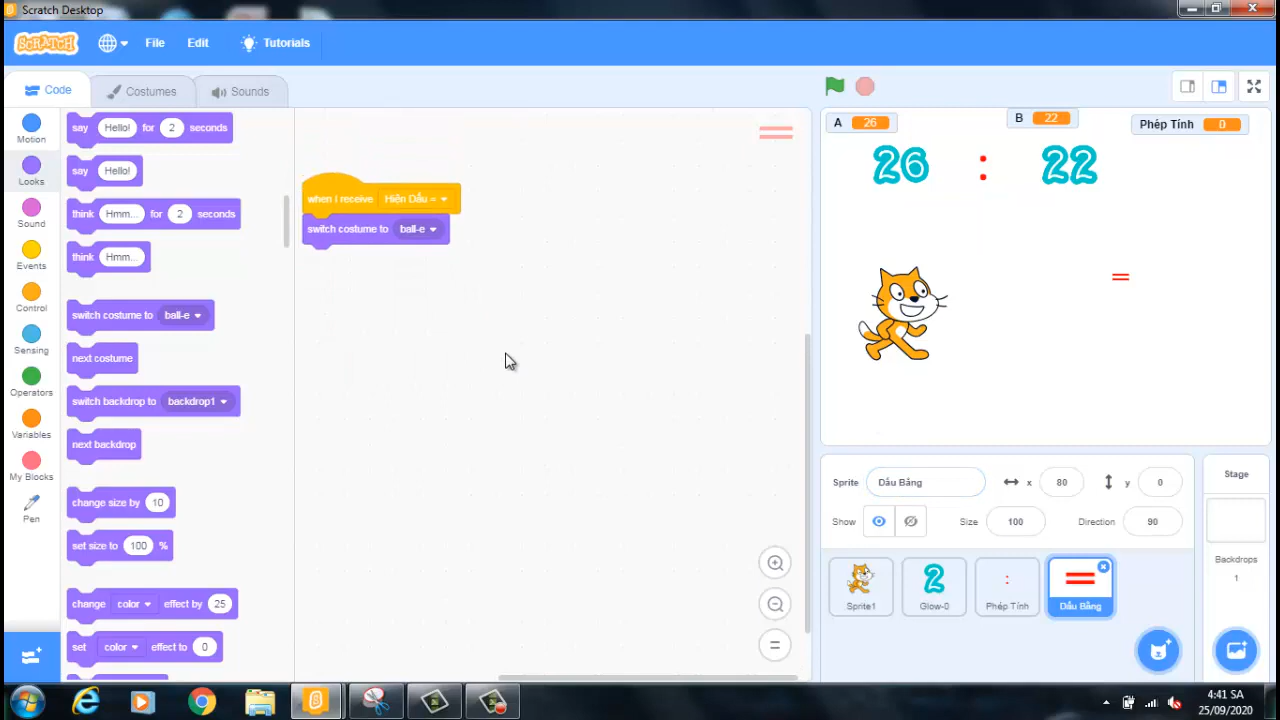 Scratch Desktop
SCRATCH File Edit Tutorials
Code Costumes Sounds
Motion
Looks
Sound
Events
Control
Sensing
Operators
Variables
My Blocks
Pen
say Hello! for 2 seconds
say Hello!
think Hmm... for 2 seconds
think Hmm...
switch costume to ball-e
next costume
switch backdrop to backdrop1
next backdrop
change size by 10
set size to 100 %
change color effect by 25
set color effect to 0
when I receive Hiện Dấu =
switch costume to ball-e
A 26
B 22
Phép Tính 0
26 : 22
=
Sprite Dấu Bằng x 80 y 0
Show Size 100 Direction 90
Sprite1
2
Glow-0
:
Phép Tính
=
Dấu Bằng
Stage
Backdrops
1
4:41 SA
25/09/2020